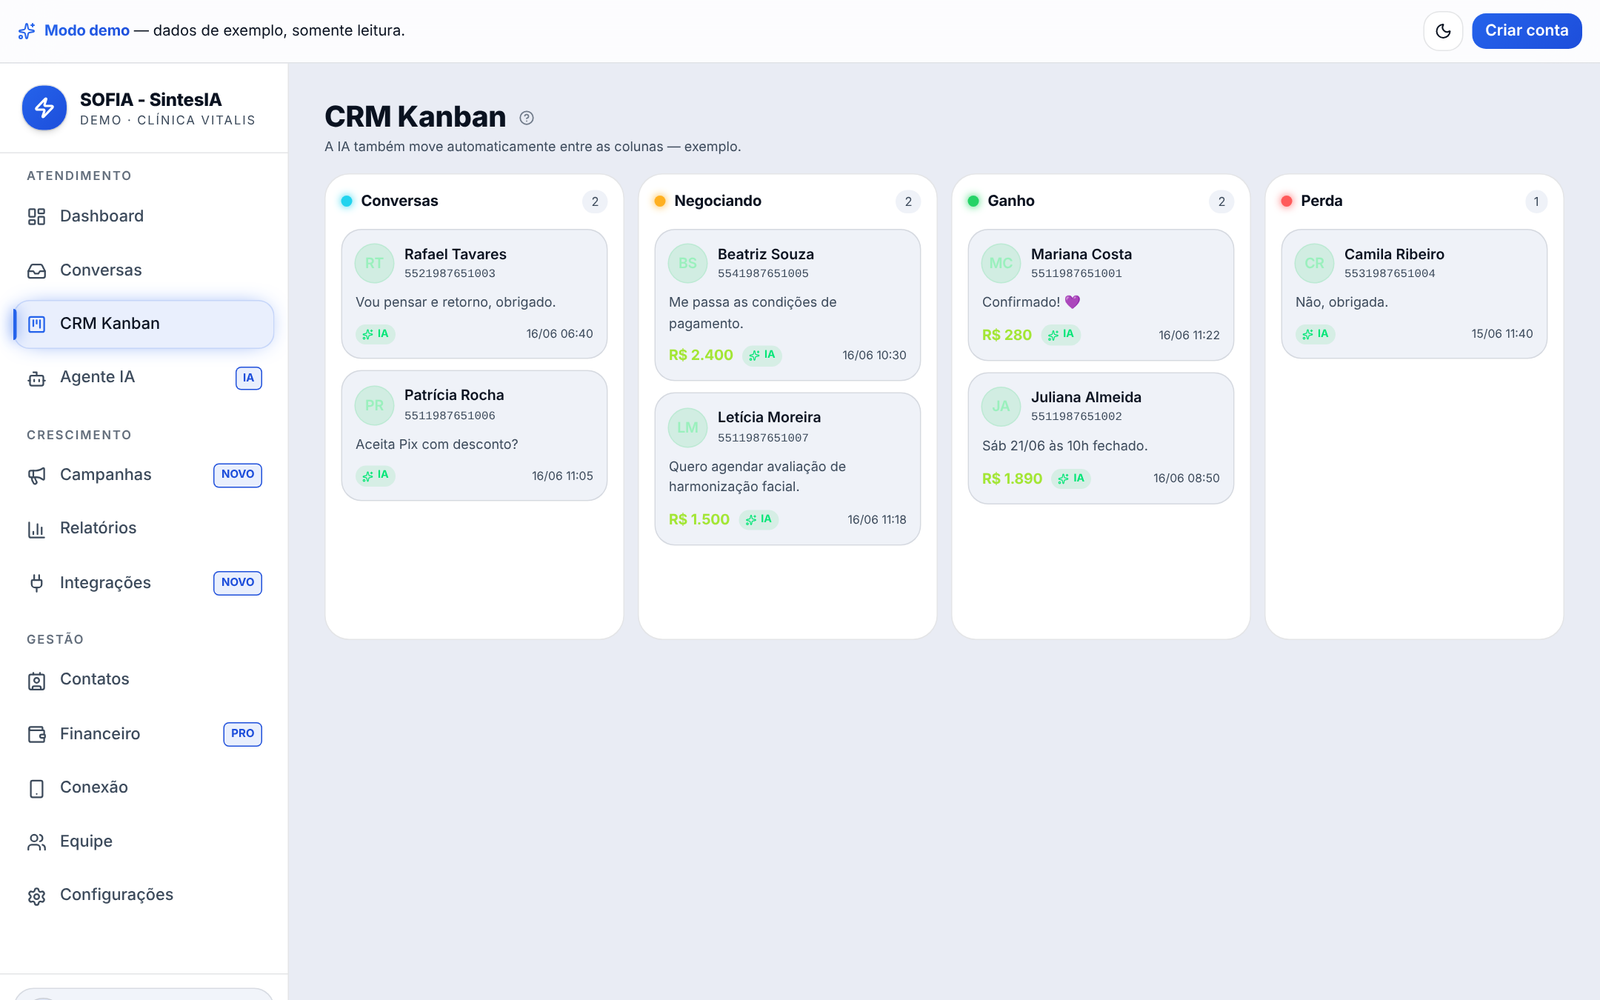 Modo demo — dados de exemplo, somente leitura.
Criar conta
SOFIA - SintesIA
DEMO · CLÍNICA VITALIS
ATENDIMENTO
Dashboard
Conversas
CRM Kanban
Agente IA
IA
CRESCIMENTO
Campanhas
NOVO
Relatórios
Integrações
NOVO
GESTÃO
Contatos
Financeiro
PRO
Conexão
Equipe
Configurações
CRM Kanban
A IA também move automaticamente entre as colunas — exemplo.
Conversas
2
RT
Rafael Tavares
5521987651003
Vou pensar e retorno, obrigado.
IA
16/06 06:40
PR
Patrícia Rocha
5511987651006
Aceita Pix com desconto?
IA
16/06 11:05
Negociando
2
BS
Beatriz Souza
5541987651005
Me passa as condições de
pagamento.
R$ 2.400
IA
16/06 10:30
LM
Letícia Moreira
5511987651007
Quero agendar avaliação de
harmonização facial.
R$ 1.500
IA
16/06 11:18
Ganho
2
MC
Mariana Costa
5511987651001
Confirmado! 💜
R$ 280
IA
16/06 11:22
JA
Juliana Almeida
5511987651002
Sáb 21/06 às 10h fechado.
R$ 1.890
IA
16/06 08:50
Perda
1
CR
Camila Ribeiro
5531987651004
Não, obrigada.
IA
15/06 11:40